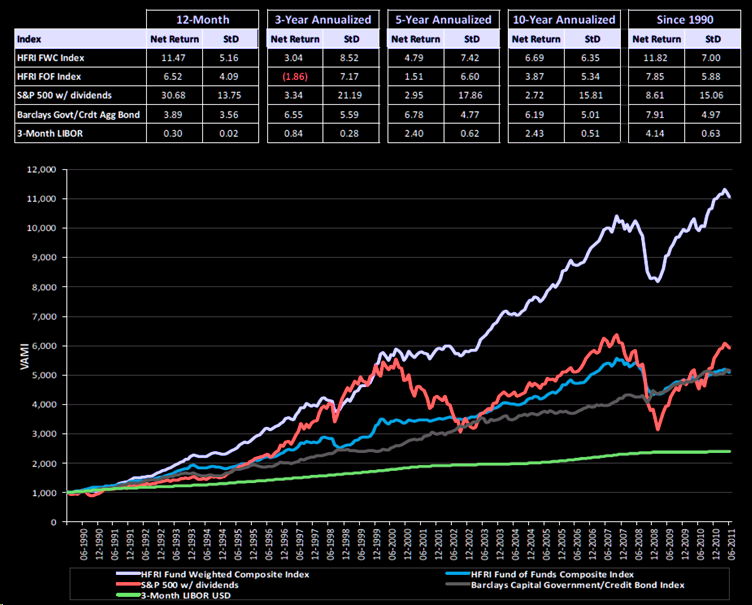 12-Month 3-Year Annualized 5-Year Annualized 10-Year Annualized Since 1990
Index Net Return StD Net Return StD Net Return StD Net Return StD Net Return StD
HFRI FWC Index 11.47 5.16 3.04 8.52 4.79 7.42 6.69 6.35 11.82 7.00
HFRI FOF Index 6.52 4.09 (1.86) 7.17 1.51 6.60 3.87 5.34 7.85 5.88
S&P 500 w/ dividends 30.68 13.75 3.34 21.19 2.95 17.86 2.72 15.81 8.61 15.06
Barclays Govt/Crdt Agg Bond 3.89 3.56 6.55 5.59 6.78 4.77 6.19 5.01 7.91 4.97
3-Month LIBOR 0.30 0.02 0.84 0.28 2.40 0.62 2.43 0.51 4.14 0.63
12,000
11,000
10,000
9,000
8,000
7,000
6,000
5,000
4,000
3,000
2,000
1,000
0
VAMI
06-1990 12-1990 06-1991 12-1991 06-1992 12-1992 06-1993 12-1993 06-1994 12-1994 06-1995 12-1995 06-1996 12-1996 06-1997 12-1997 06-1998 12-1998 06-1999 12-1999 06-2000 12-2000 06-2001 12-2001 06-2002 12-2002 06-2003 12-2003 06-2004 12-2004 06-2005 12-2005 06-2006 12-2006 06-2007 12-2007 06-2008 12-2008 06-2009 12-2009 06-2010 12-2010 06-2011
HFRI Fund Weighted Composite Index HFRI Fund of Funds Composite Index
S&P 500 w/ dividends Barclays Capital Government/Credit Bond Index
3-Month LIBOR USD